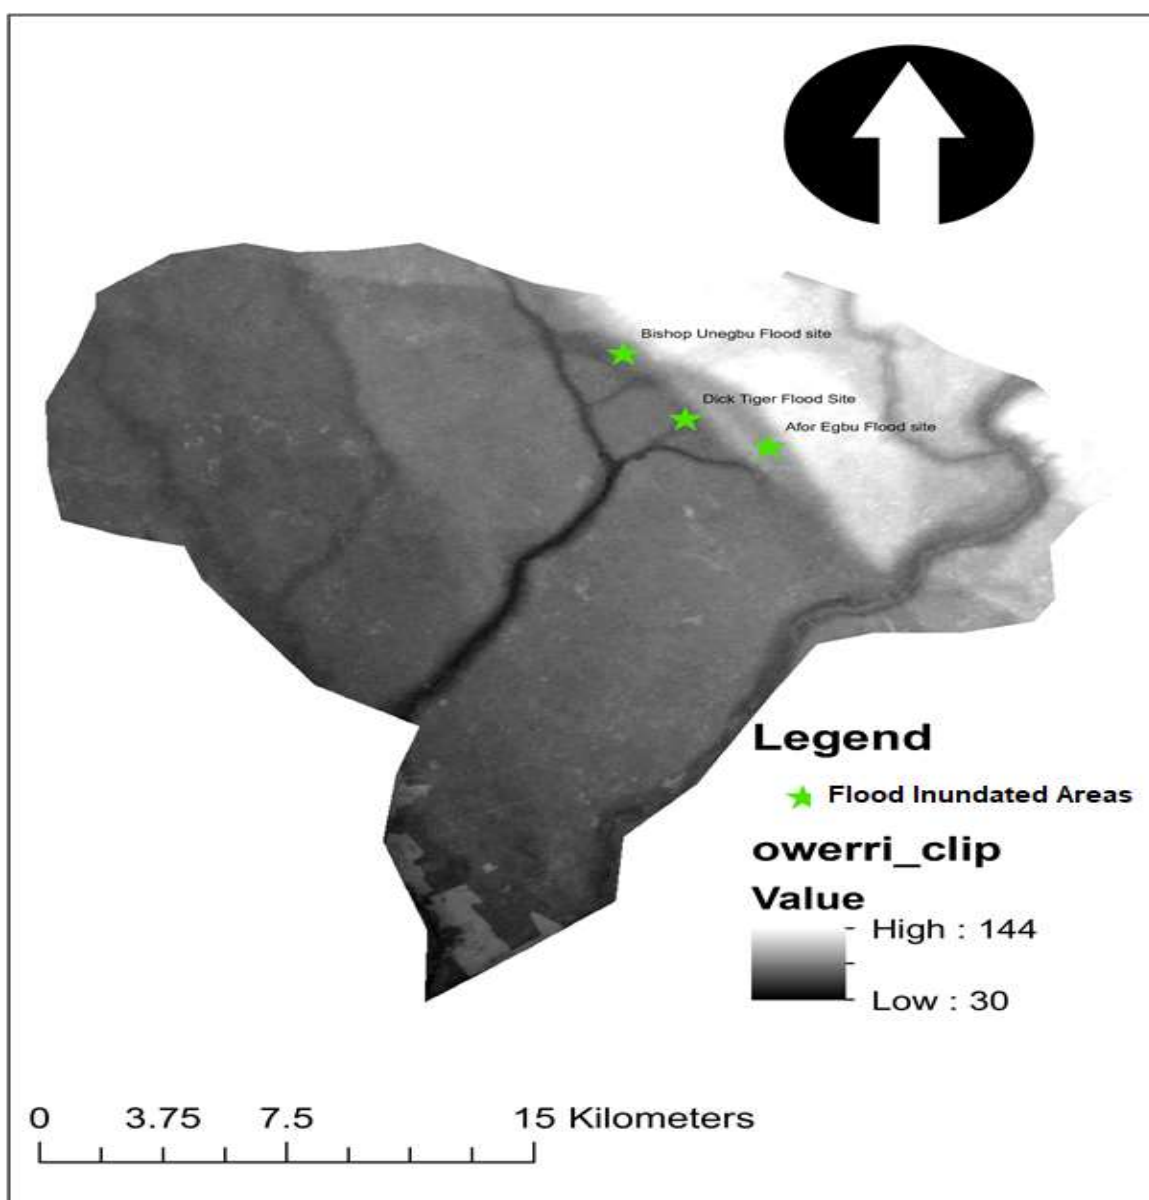 Bishop Unegbu Flood site
Dick Tiger Flood Site
Afor Egbu Flood site
Legend
Flood Inundated Areas
owerri_clip
Value
High : 144
Low : 30
0 3.75 7.5 15 Kilometers